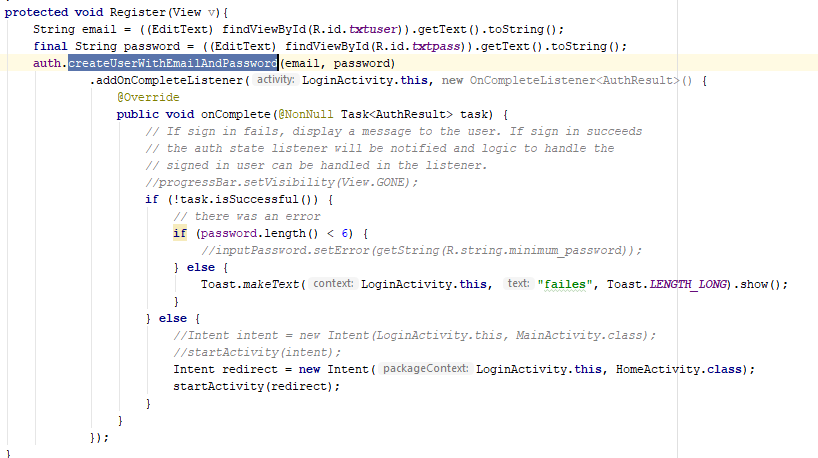 protected void Register(View v){
    String email = ((EditText) findViewById(R.id.txtuser)).getText().toString();
    final String password = ((EditText) findViewById(R.id.txtpass)).getText().toString();
    auth.createUserWithEmailAndPassword(email, password)
            .addOnCompleteListener( activity: LoginActivity.this, new OnCompleteListener<AuthResult>() {
                @Override
                public void onComplete(@NonNull Task<AuthResult> task) {
                    // If sign in fails, display a message to the user. If sign in succeeds
                    // the auth state listener will be notified and logic to handle the
                    // signed in user can be handled in the listener.
                    //progressBar.setVisibility(View.GONE);
                    if (!task.isSuccessful()) {
                        // there was an error
                        if (password.length() < 6) {
                            //inputPassword.setError(getString(R.string.minimum_password));
                        } else {
                            Toast.makeText( context: LoginActivity.this, text: "failes", Toast.LENGTH_LONG).show();
                        }
                    } else {
                        //Intent intent = new Intent(LoginActivity.this, MainActivity.class);
                        //startActivity(intent);
                        Intent redirect = new Intent( packageContext: LoginActivity.this, HomeActivity.class);
                        startActivity(redirect);
                    }
                }
            });
}